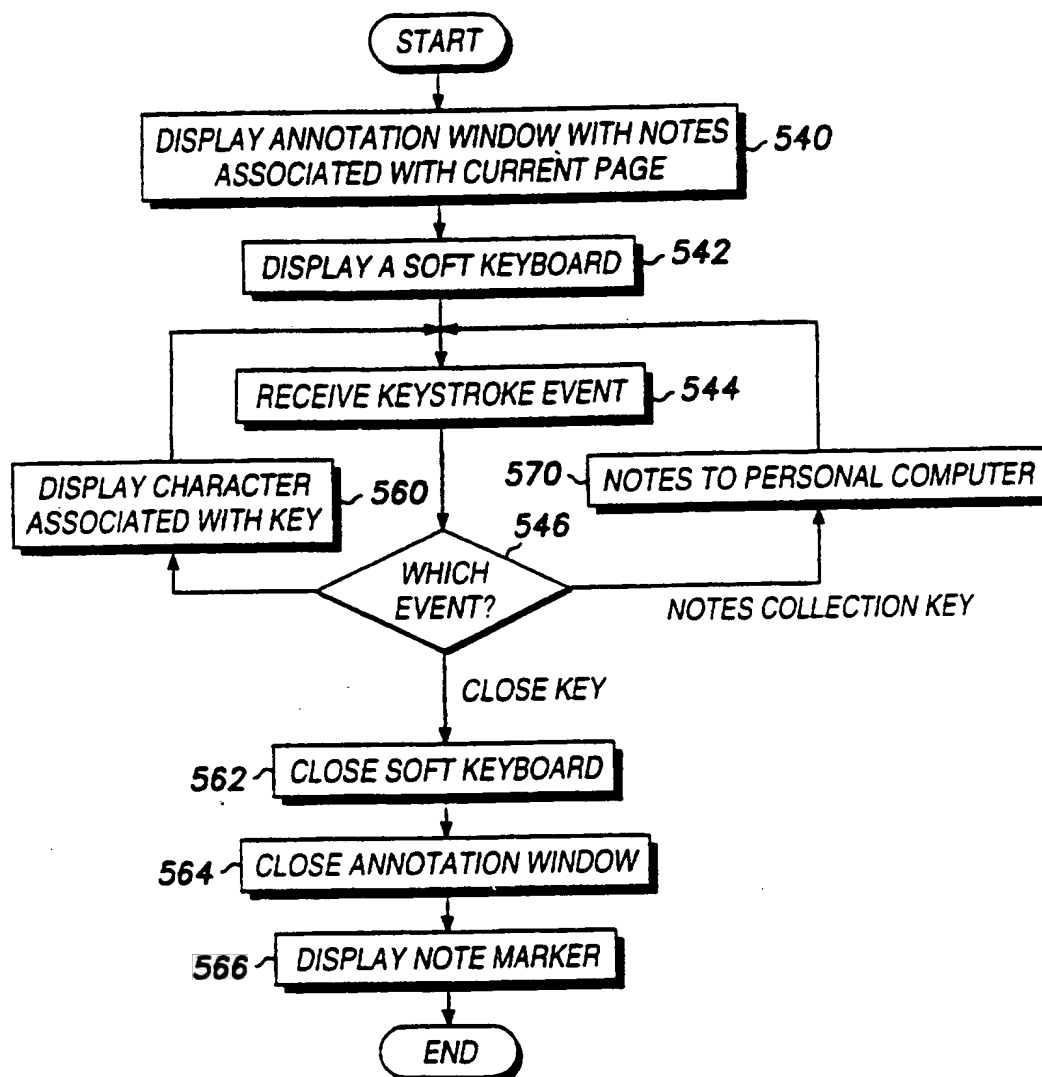 START
DISPLAY ANNOTATION WINDOW WITH NOTES
ASSOCIATED WITH CURRENT PAGE
540
DISPLAY A SOFT KEYBOARD
542
RECEIVE KEYSTROKE EVENT
544
DISPLAY CHARACTER
ASSOCIATED WITH KEY
560
570
NOTES TO PERSONAL COMPUTER
546
WHICH
EVENT?
NOTES COLLECTION KEY
CLOSE KEY
562
CLOSE SOFT KEYBOARD
564
CLOSE ANNOTATION WINDOW
566
DISPLAY NOTE MARKER
END